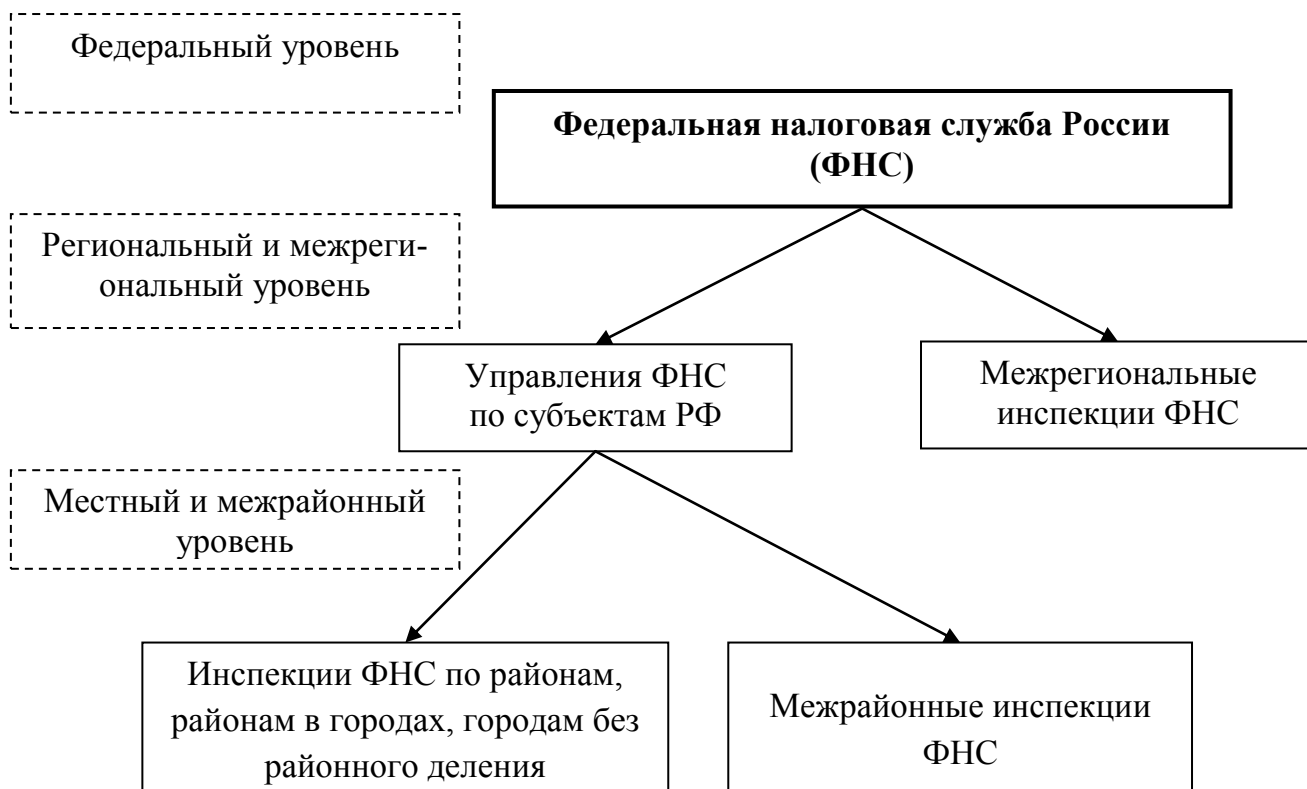 Федеральный уровень
Федеральная налоговая служба России
(ФНС)
Региональный и межреги-
ональный уровень
Управления ФНС
по субъектам РФ
Межрегиональные
инспекции ФНС
Местный и межрайонный
уровень
Инспекции ФНС по районам,
районам в городах, городам без
районного деления
Межрайонные инспекции
ФНС